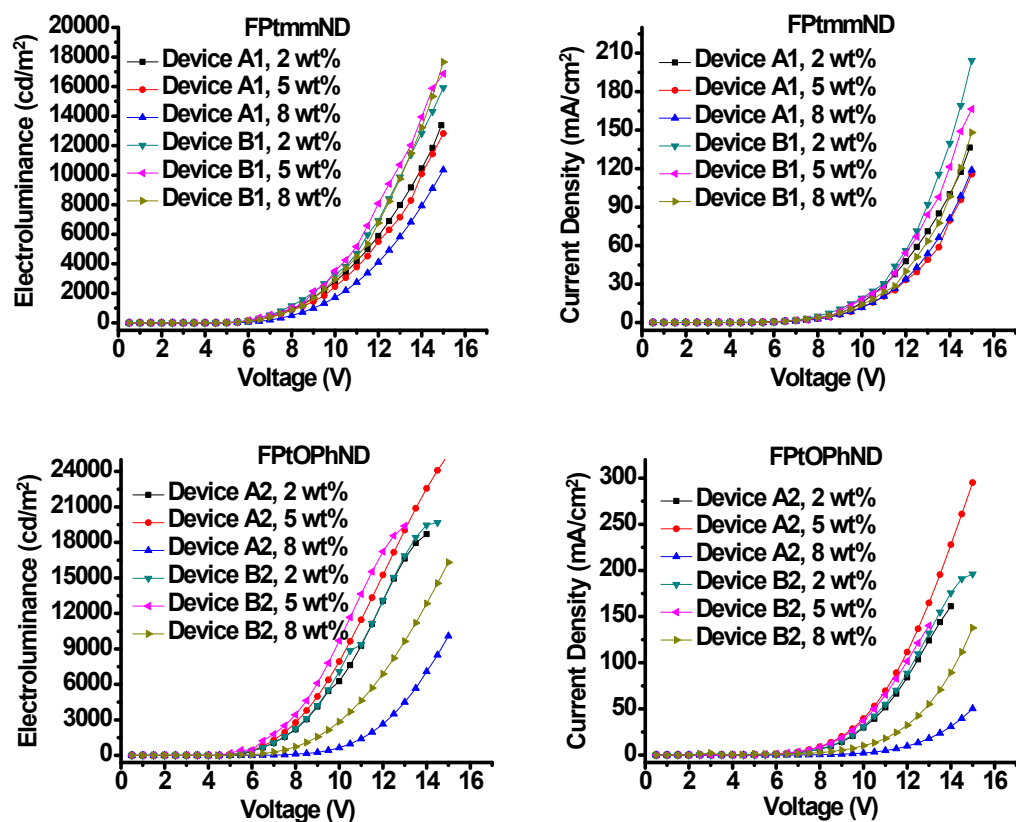 FPtmmND
Electroluminance (cd/m²)
20000
18000
16000
14000
12000
10000
8000
6000
4000
2000
0
Device A1, 2 wt%
Device A1, 5 wt%
Device A1, 8 wt%
Device B1, 2 wt%
Device B1, 5 wt%
Device B1, 8 wt%
0 2 4 6 8 10 12 14 16
Voltage (V)
FPtmmND
Current Density (mA/cm²)
210
180
150
120
90
60
30
0
Device A1, 2 wt%
Device A1, 5 wt%
Device A1, 8 wt%
Device B1, 2 wt%
Device B1, 5 wt%
Device B1, 8 wt%
0 2 4 6 8 10 12 14 16
Voltage (V)
FPtOPhND
Electroluminance (cd/m²)
24000
21000
18000
15000
12000
9000
6000
3000
0
Device A2, 2 wt%
Device A2, 5 wt%
Device A2, 8 wt%
Device B2, 2 wt%
Device B2, 5 wt%
Device B2, 8 wt%
0 2 4 6 8 10 12 14 16
Voltage (V)
FPtOPhND
Current Density (mA/cm²)
300
250
200
150
100
50
0
Device A2, 2 wt%
Device A2, 5 wt%
Device A2, 8 wt%
Device B2, 2 wt%
Device B2, 5 wt%
Device B2, 8 wt%
0 2 4 6 8 10 12 14 16
Voltage (V)